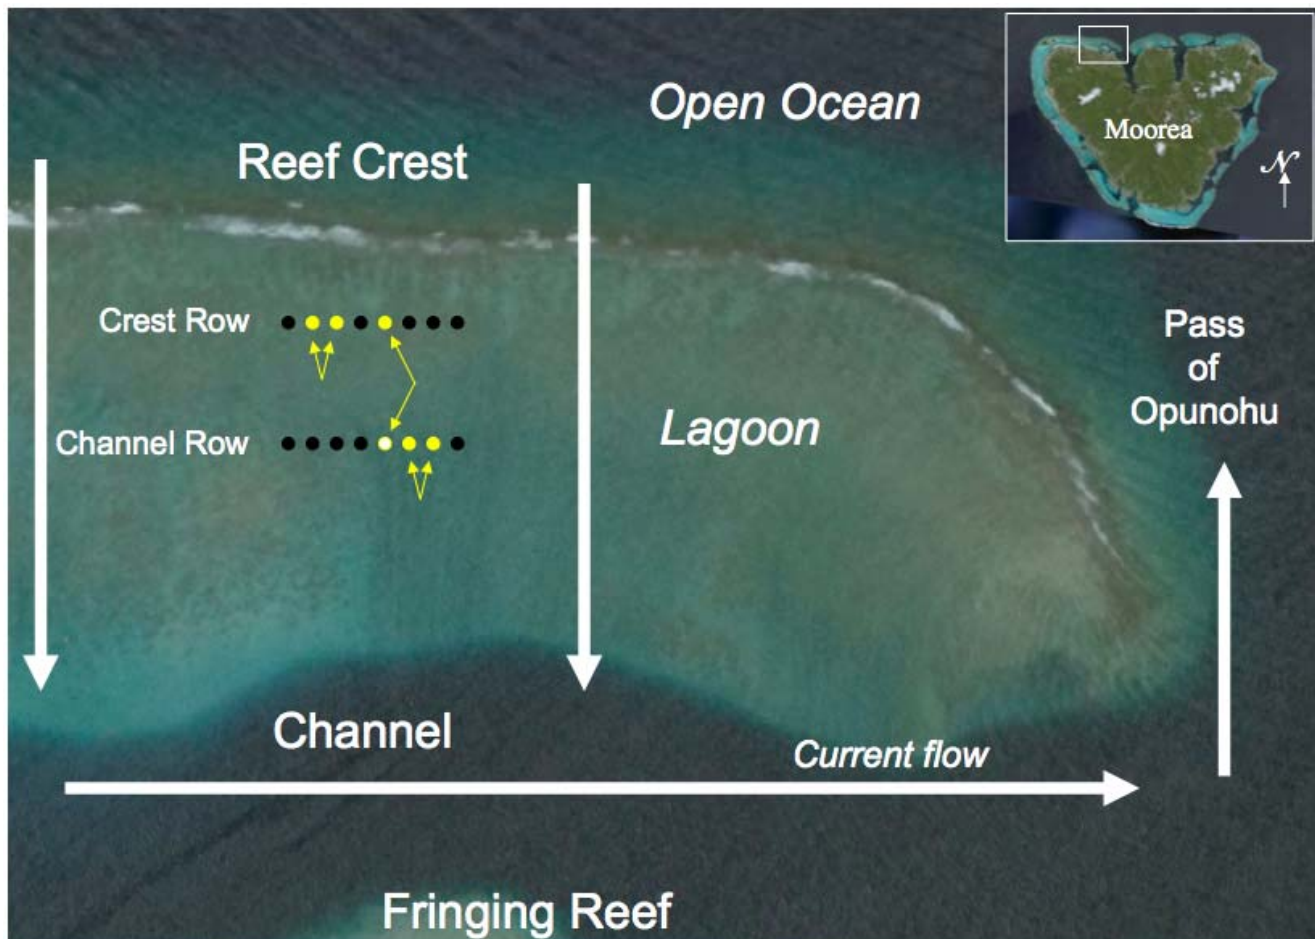 Open Ocean
Moorea
N
Reef Crest
Crest Row
Pass
of
Opunohu
Channel Row
Lagoon
Channel
Current flow
Fringing Reef